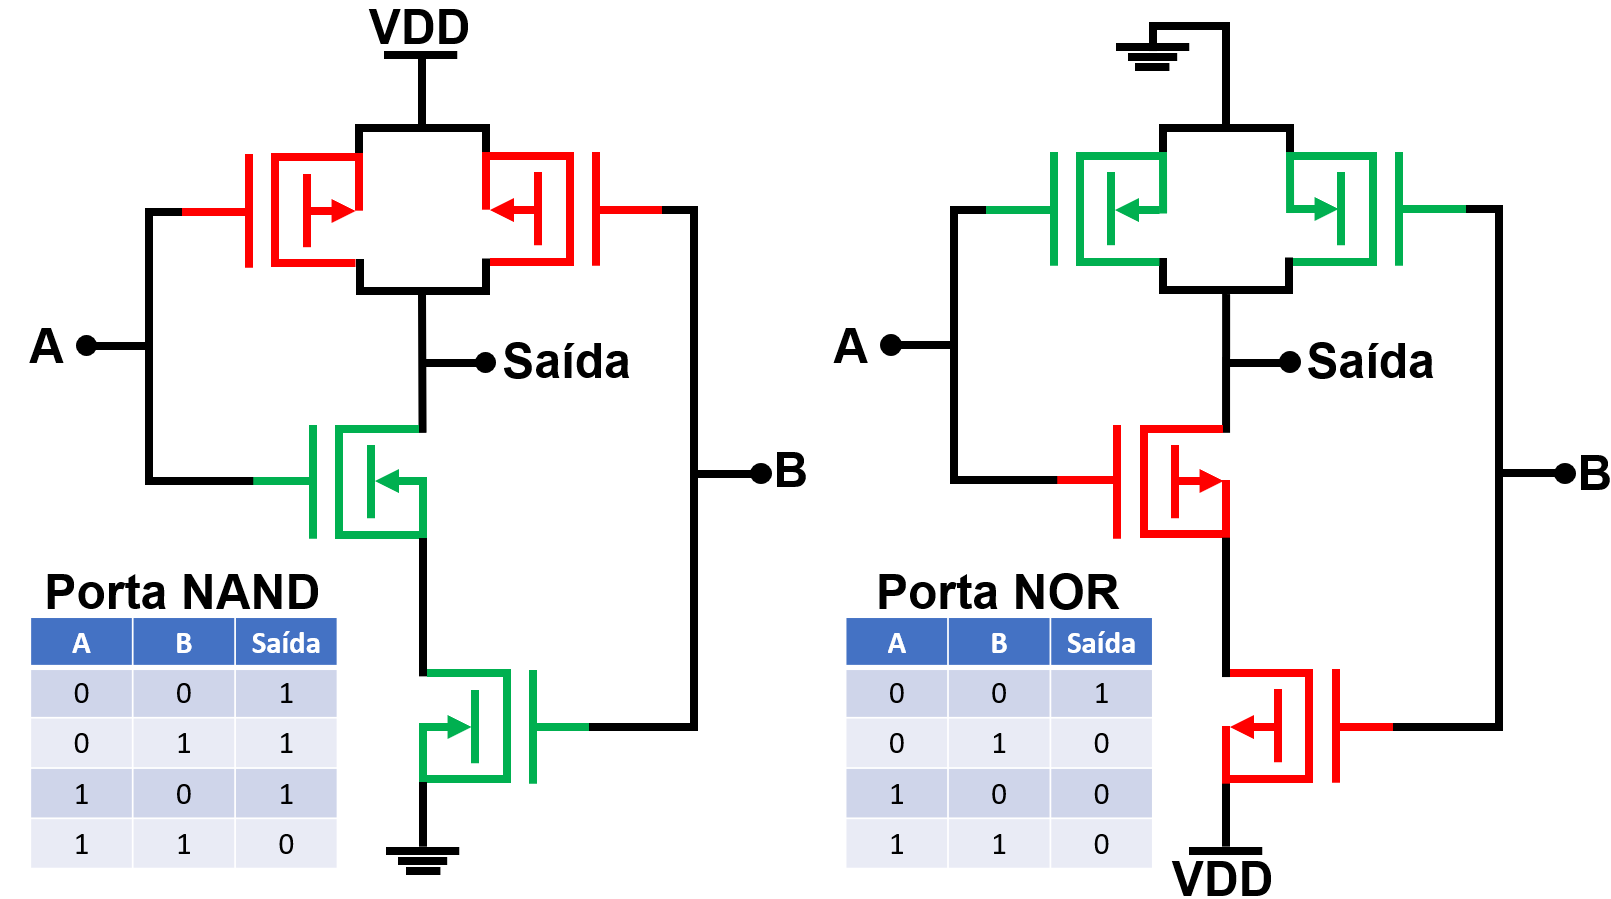 VDD
A
Saída
B
Porta NAND
A B Saída
0 0 1
0 1 1
1 0 1
1 1 0
A
Saída
B
Porta NOR
A B Saída
0 0 1
0 1 0
1 0 0
1 1 0
VDD